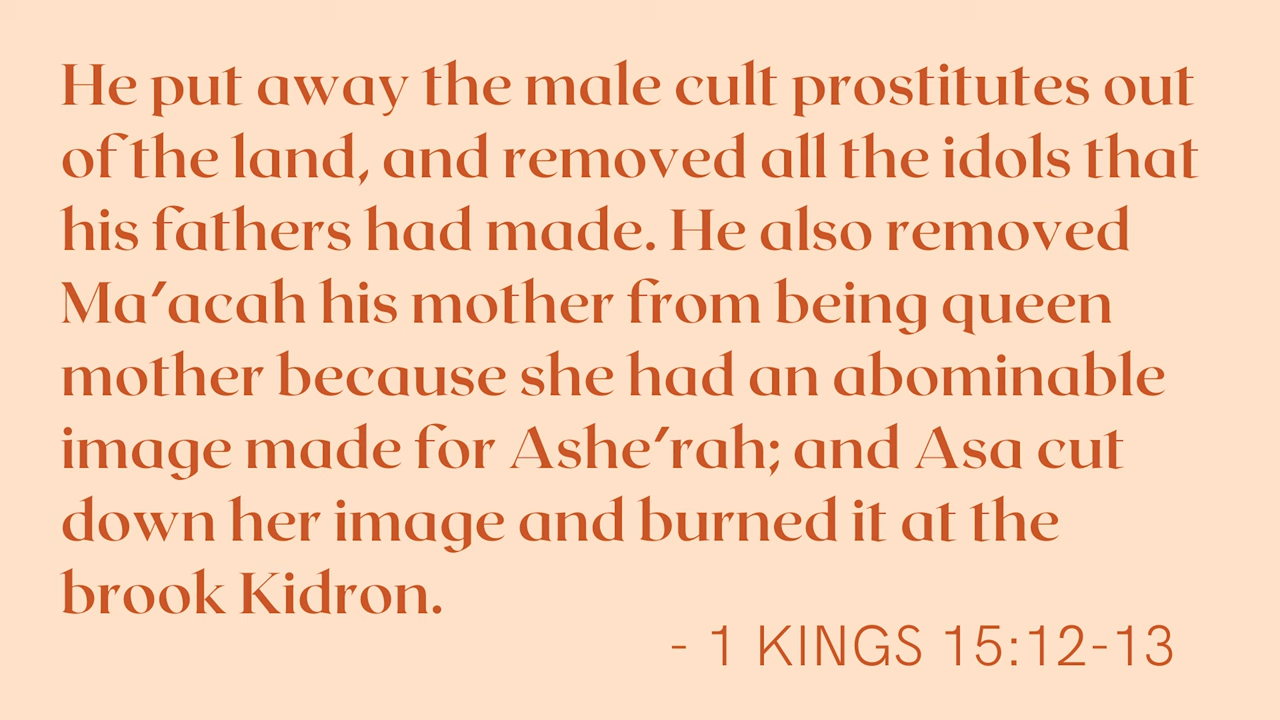 He put away the male cult prostitutes out
of the land, and removed all the idols that
his fathers had made. He also removed
Ma′acah his mother from being queen
mother because she had an abominable
image made for Ashe′rah; and Asa cut
down her image and burned it at the
brook Kidron.
- 1 KINGS 15:12-13